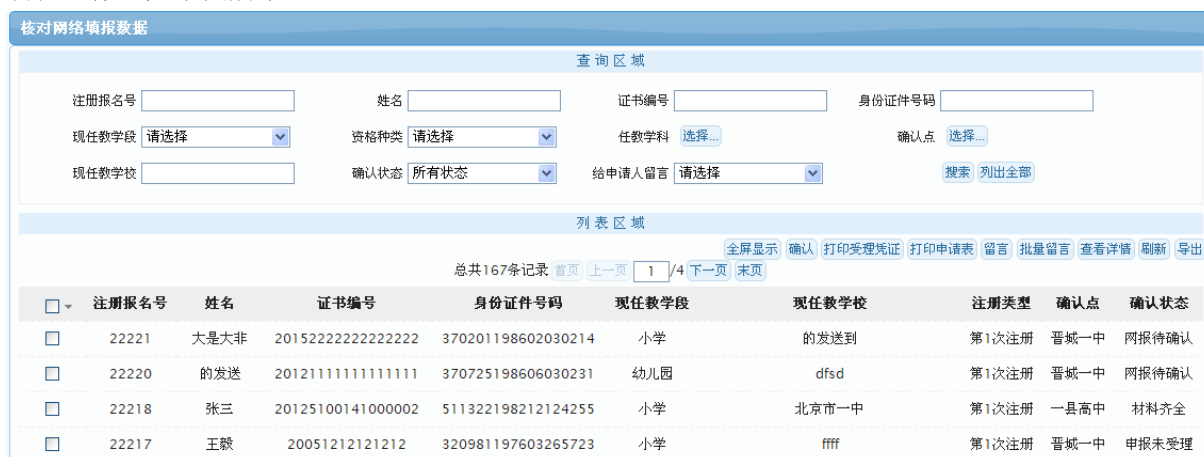 核对网络填报数据
查询区域
注册报名号 姓名 证书编号 身份证件号码
现任教学段 请选择 资格种类 请选择 任教学科 选择... 确认点 选择...
现任教学校 确认状态 所有状态 给申请人留言 请选择 搜索 列出全部
列表区域
全屏显示 确认 打印受理凭证 打印申请表 留言 批量留言 查看详情 刷新 导出
总共167条记录 首页 上一页 1 /4 下一页 末页
注册报名号 姓名 证书编号 身份证件号码 现任教学段 现任教学校 注册类型 确认点 确认状态
22221 大是大非 20152222222222222 370201198602030214 小学 的发送到 第1次注册 晋城一中 网报待确认
22220 的发送 20121111111111111 370725198606030231 幼儿园 dfsd 第1次注册 晋城一中 网报待确认
22218 张三 20125100141000002 511322198212124255 小学 北京市一中 第1次注册 一县高中 材料齐全
22217 王毅 20051212121212 320981197603265723 小学 ffff 第1次注册 晋城一中 申报未受理